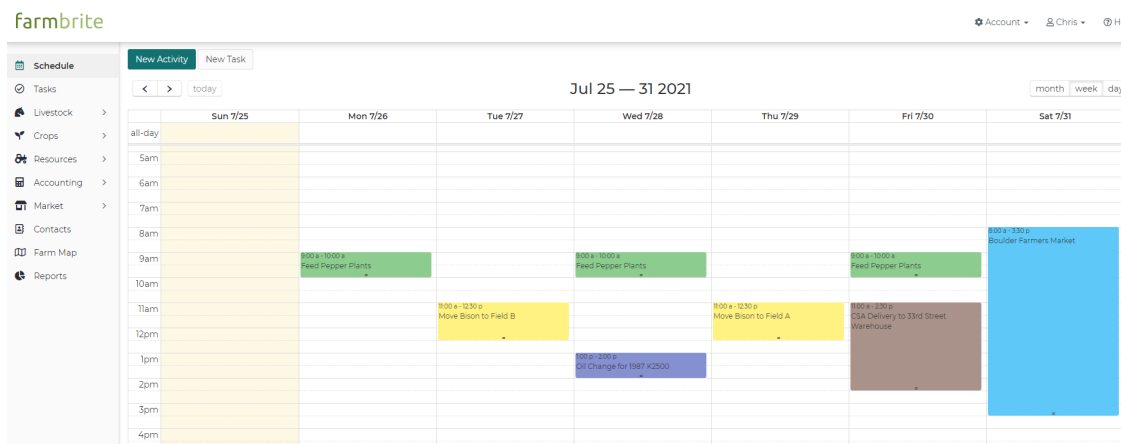 farmbrite
Account
Chris
H
Schedule
Tasks
Livestock
Crops
Resources
Accounting
Market
Contacts
Farm Map
Reports
New Activity
New Task
today
Jul 25 — 31 2021
month week day
Sun 7/25 Mon 7/26 Tue 7/27 Wed 7/28 Thu 7/29 Fri 7/30 Sat 7/31
all-day
5am
6am
7am
8am
9am
10am
11am
12pm
1pm
2pm
3pm
4pm
9:00 a - 10:00 a
Feed Pepper Plants
11:00 a - 12:30 p
Move Bison to Field B
9:00 a - 10:00 a
Feed Pepper Plants
1:00 p - 2:00 p
Oil Change for 1987 K2500
11:00 a - 12:30 p
Move Bison to Field A
9:00 a - 10:00 a
Feed Pepper Plants
11:00 a - 2:30 p
CSA Delivery to 33rd Street
Warehouse
8:00 a - 3:30 p
Boulder Farmers Market